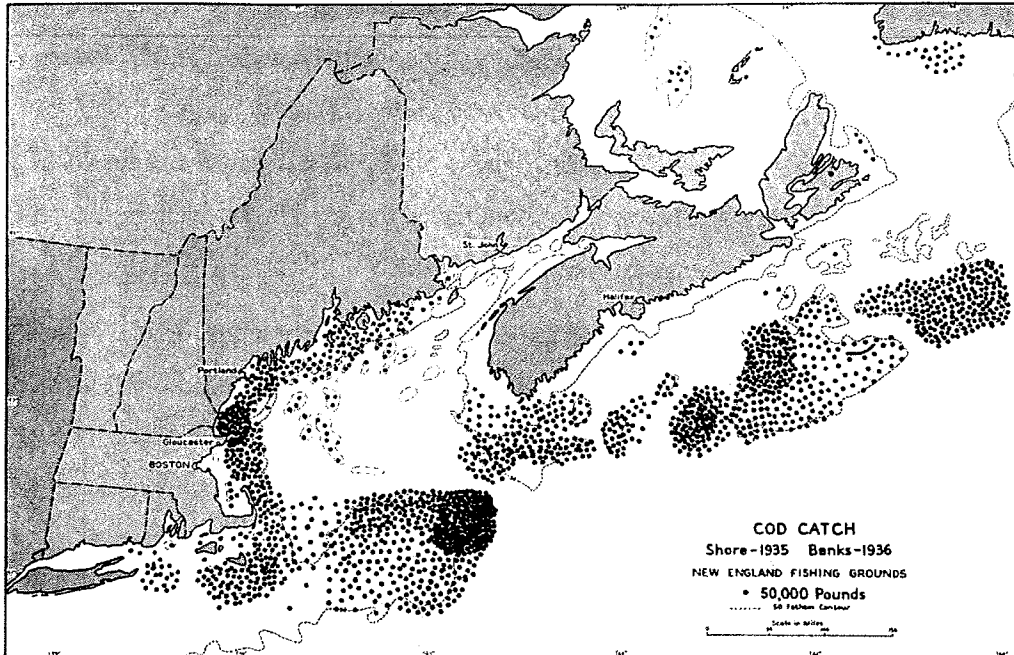 St. John
Halifax
Portland
Gloucester
BOSTON
COD CATCH
Shore-1935 Banks-1936
NEW ENGLAND FISHING GROUNDS
• 50,000 Pounds
50 Fathom Contour
Scale in Miles